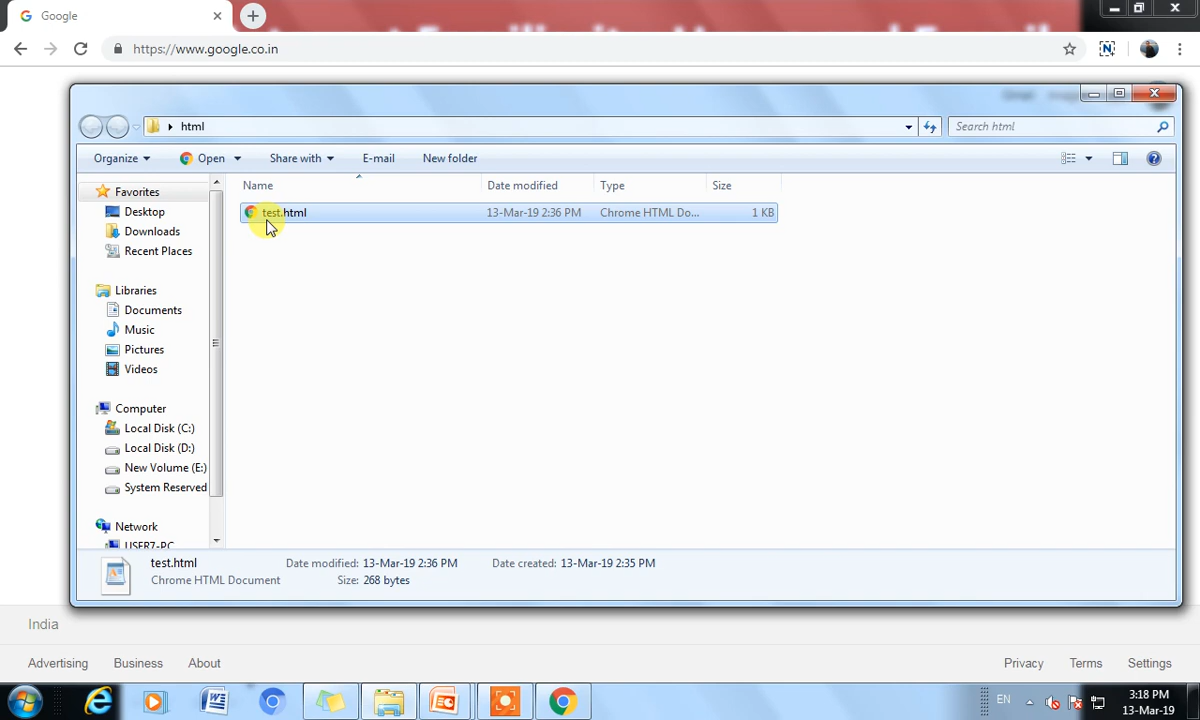 Google
https://www.google.co.in
html
Search html
Organize
Open
Share with
E-mail
New folder
Name
Date modified
Type
Size
Favorites
Desktop
Downloads
Recent Places
Libraries
Documents
Music
Pictures
Videos
Computer
Local Disk (C:)
Local Disk (D:)
New Volume (E:)
System Reserved
Network
USER7-PC
test.html 13-Mar-19 2:36 PM Chrome HTML Do... 1 KB
test.html Date modified: 13-Mar-19 2:36 PM Date created: 13-Mar-19 2:35 PM
Chrome HTML Document Size: 268 bytes
India
Advertising Business About Privacy Terms Settings
EN
3:18 PM
13-Mar-19